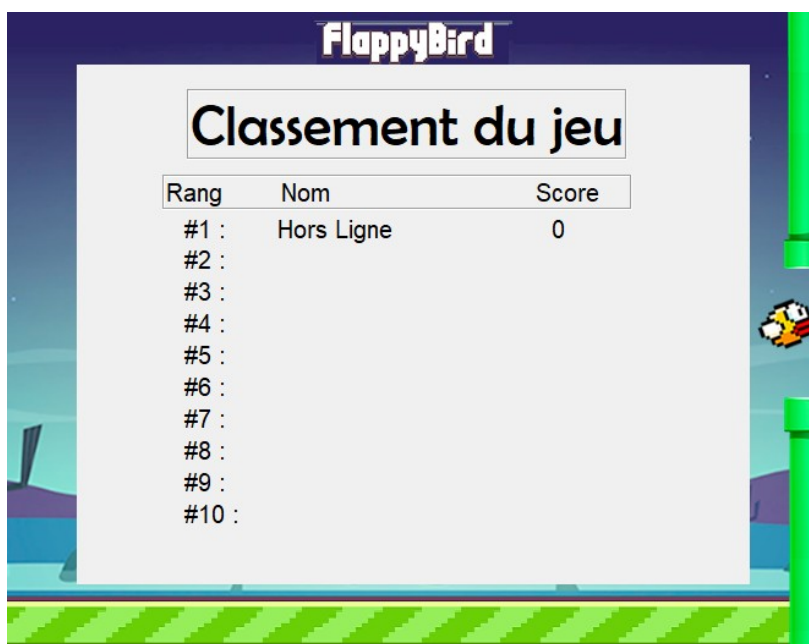 FlappyBird
Classement du jeu
Rang Nom Score
#1 : Hors Ligne 0
#2 :
#3 :
#4 :
#5 :
#6 :
#7 :
#8 :
#9 :
#10 :